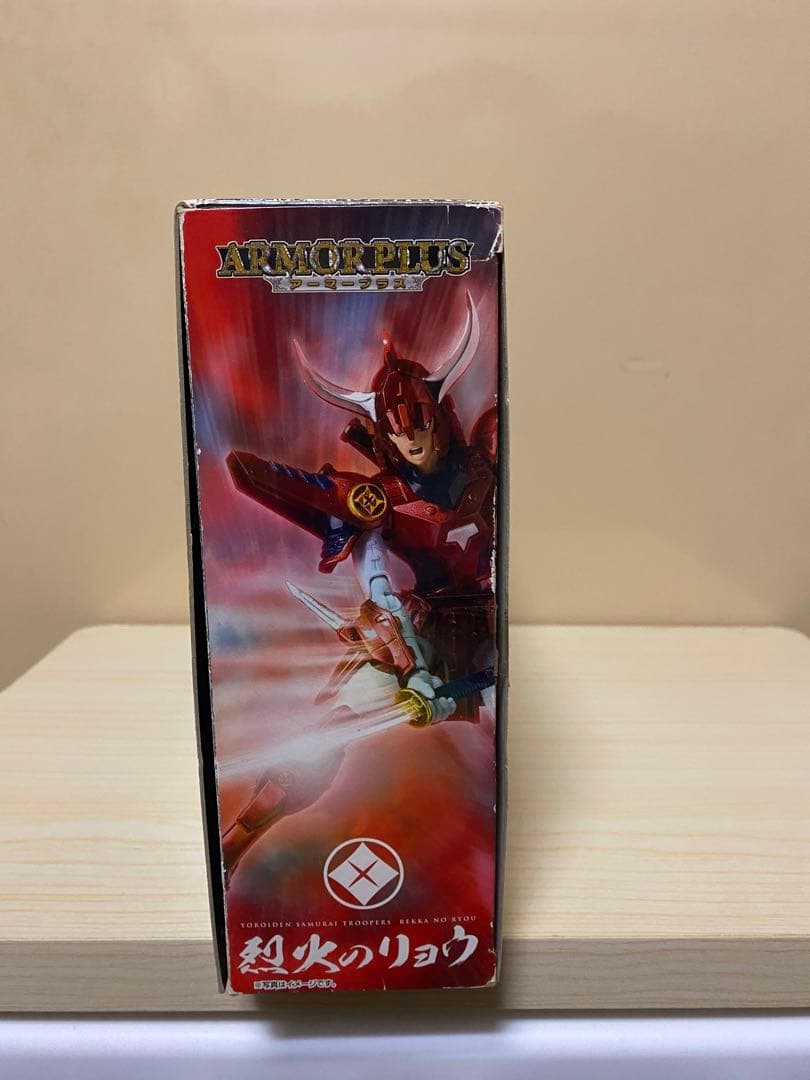 ARMOR PLUS
アーマープラス
YOROIDEN SAMURAI TROOPERS REKKA NO RYOU
烈火のリョウ
※写真はイメージです。